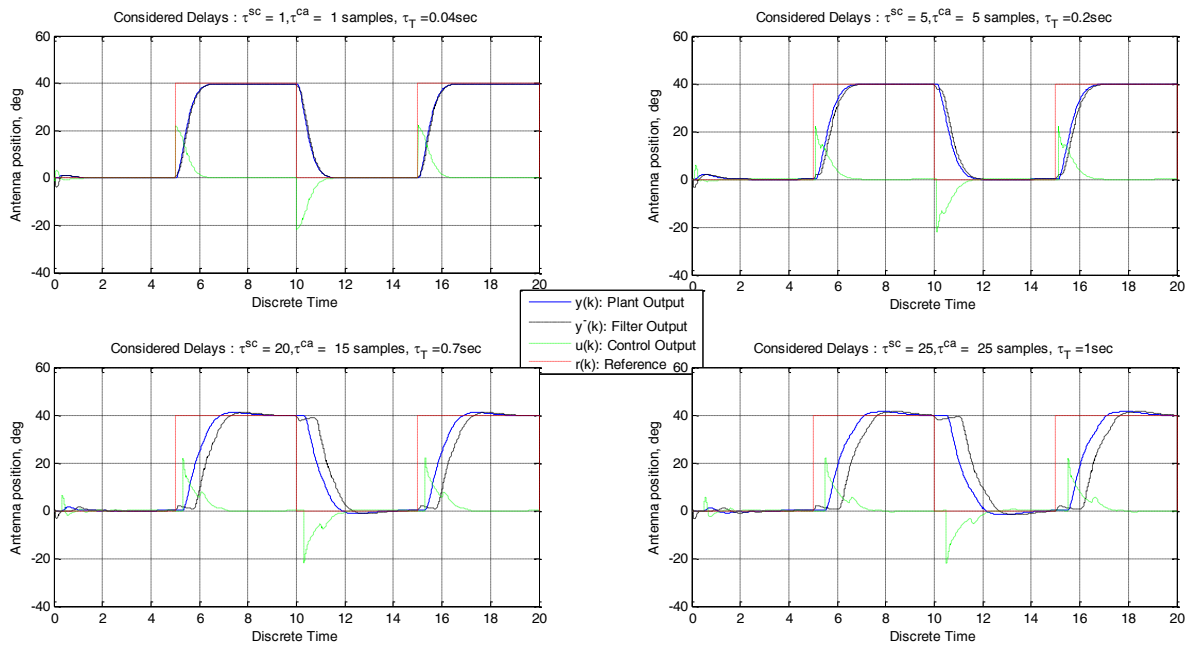 Considered Delays : τ^sc = 1,τ^ca = 1 samples, τ_T =0.04sec
60
40
20
0
-20
-40
Antenna position, deg
0 2 4 6 8 10 12 14 16 18 20
Discrete Time
Considered Delays : τ^sc = 5,τ^ca = 5 samples, τ_T =0.2sec
60
40
20
0
-20
-40
Antenna position, deg
0 2 4 6 8 10 12 14 16 18 20
Discrete Time
y(k): Plant Output
y^-(k): Filter Output
u(k): Control Output
r(k): Reference
Considered Delays : τ^sc = 20,τ^ca = 15 samples, τ_T =0.7sec
60
40
20
0
-20
-40
Antenna position, deg
0 2 4 6 8 10 12 14 16 18 20
Discrete Time
Considered Delays : τ^sc = 25,τ^ca = 25 samples, τ_T =1sec
60
40
20
0
-20
-40
Antenna position, deg
0 2 4 6 8 10 12 14 16 18 20
Discrete Time